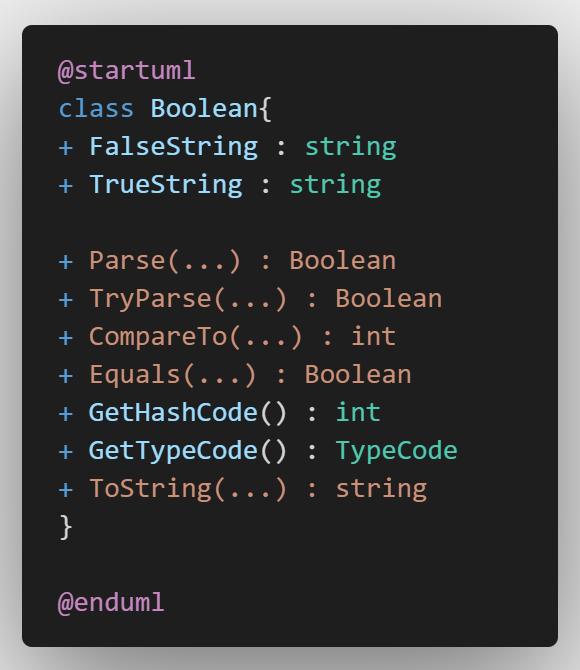 @startuml
class Boolean{
+ FalseString : string
+ TrueString : string

+ Parse(...) : Boolean
+ TryParse(...) : Boolean
+ CompareTo(...) : int
+ Equals(...) : Boolean
+ GetHashCode() : int
+ GetTypeCode() : TypeCode
+ ToString(...) : string
}

@enduml